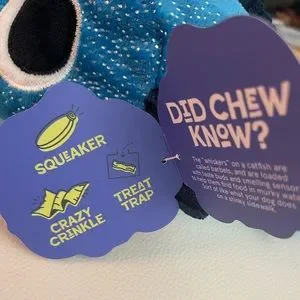 SQUEAKER
CRAZY
CRINKLE
TREAT
TRAP
DID CHEW
KNOW?
The "whiskers" on a catfish are
called barbels, and are loaded
with taste buds and smelling sensors
to help them find food in murky water.
Sort of like what your dog does
on a stinky sidewalk.